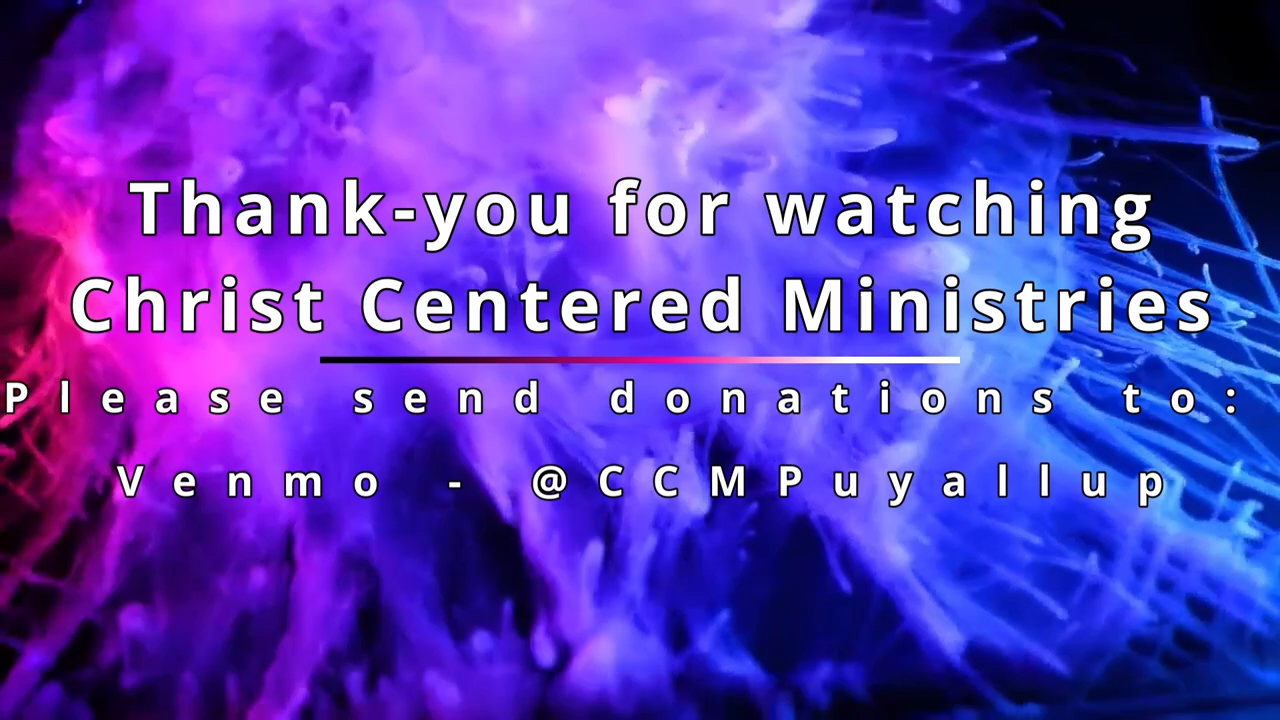 Thank-you for watching
Christ Centered Ministries
Please send donations to:
Venmo - @CCMPuyallup